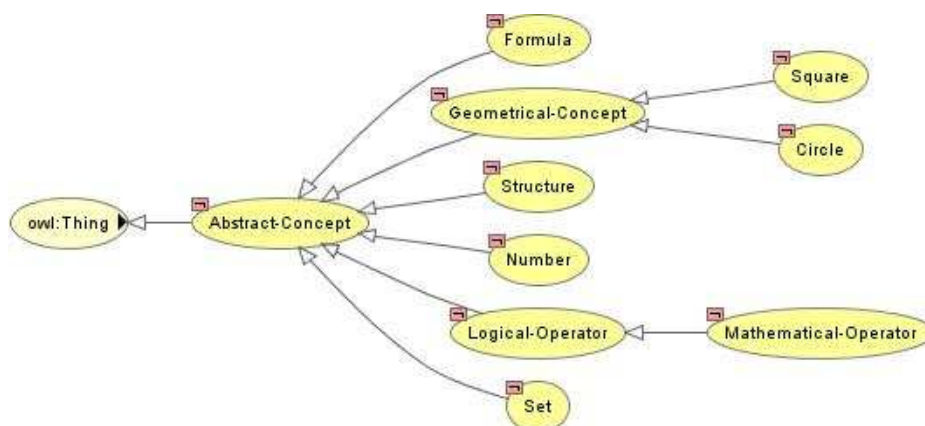 Formula
Square
Geometrical-Concept
Circle
Structure
owl:Thing
Abstract-Concept
Number
Logical-Operator
Mathematical-Operator
Set